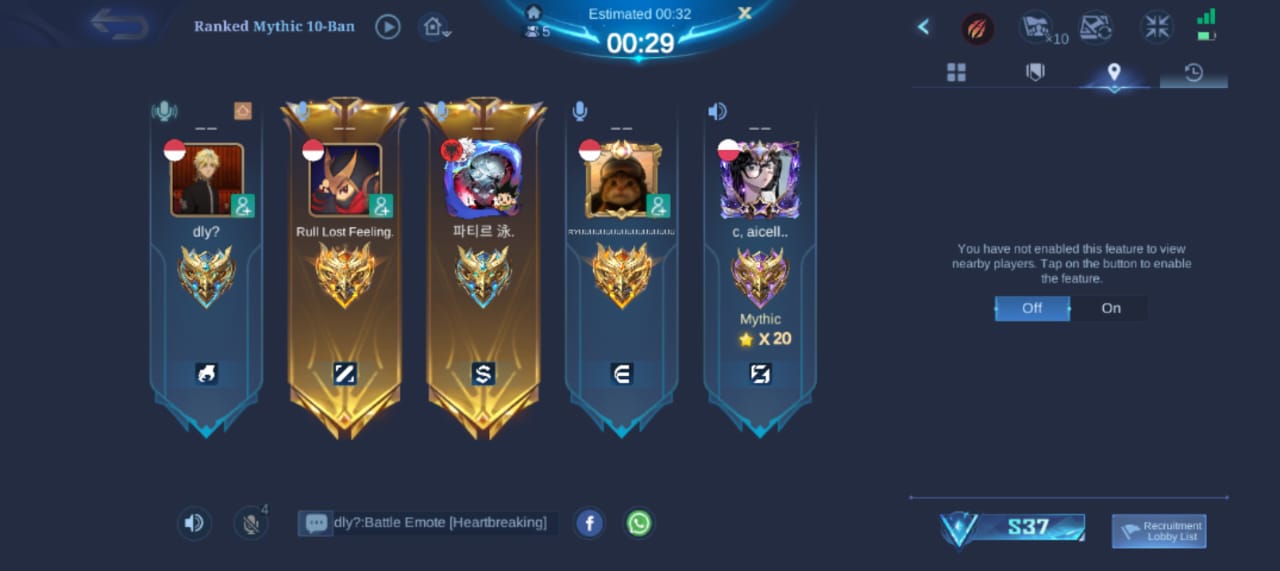 Ranked Mythic 10-Ban
Estimated 00:32
X
5
00:29
×10
dly?
Rull Lost Feeling.
파티르 泳.
c, aicell..
Mythic
X 20
You have not enabled this feature to view
nearby players. Tap on the button to enable
the feature.
Off
On
4
dly?:Battle Emote [Heartbreaking]
S37
Recruitment
Lobby List